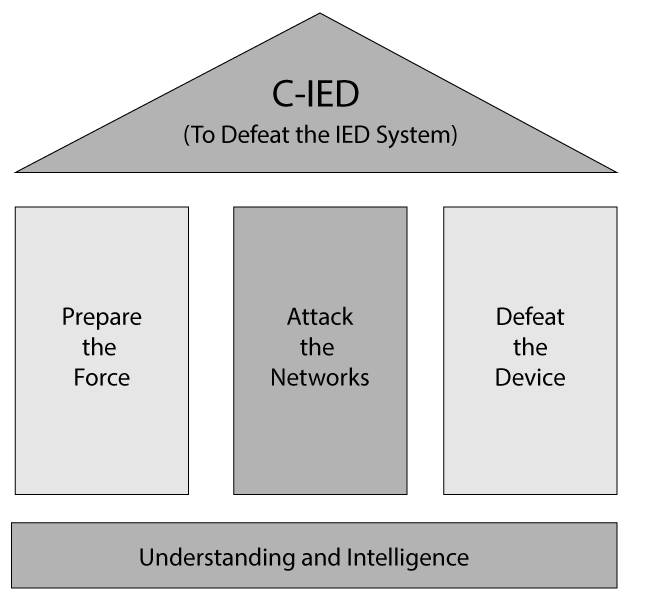 C-IED
(To Defeat the IED System)
Prepare
the
Force
Attack
the
Networks
Defeat
the
Device
Understanding and Intelligence